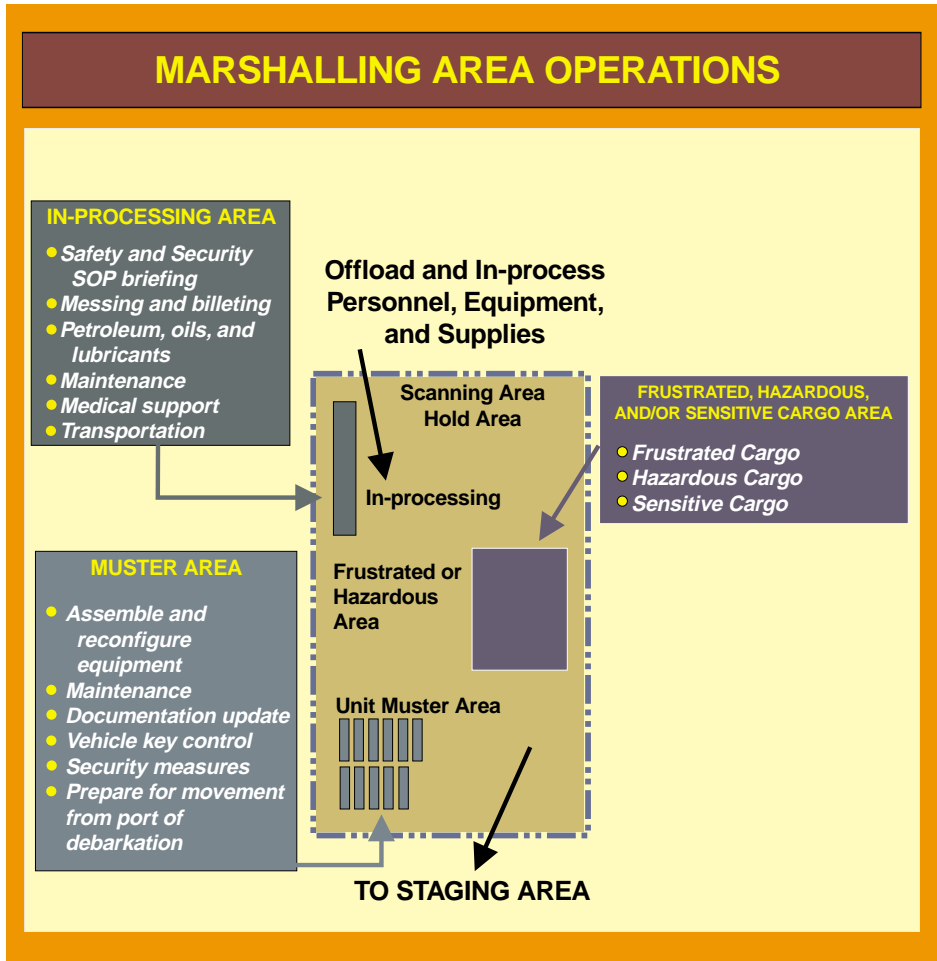 MARSHALLING AREA OPERATIONS
IN-PROCESSING AREA
Safety and Security
SOP briefing
Messing and billeting
Petroleum, oils, and
lubricants
Maintenance
Medical support
Transportation
Offload and In-process
Personnel, Equipment,
and Supplies
Scanning Area
Hold Area
In-processing
FRUSTRATED, HAZARDOUS,
AND/OR SENSITIVE CARGO AREA
Frustrated Cargo
Hazardous Cargo
Sensitive Cargo
Frustrated or
Hazardous
Area
MUSTER AREA
Assemble and
reconfigure
equipment
Maintenance
Documentation update
Vehicle key control
Security measures
Prepare for movement
from port of
debarkation
Unit Muster Area
TO STAGING AREA